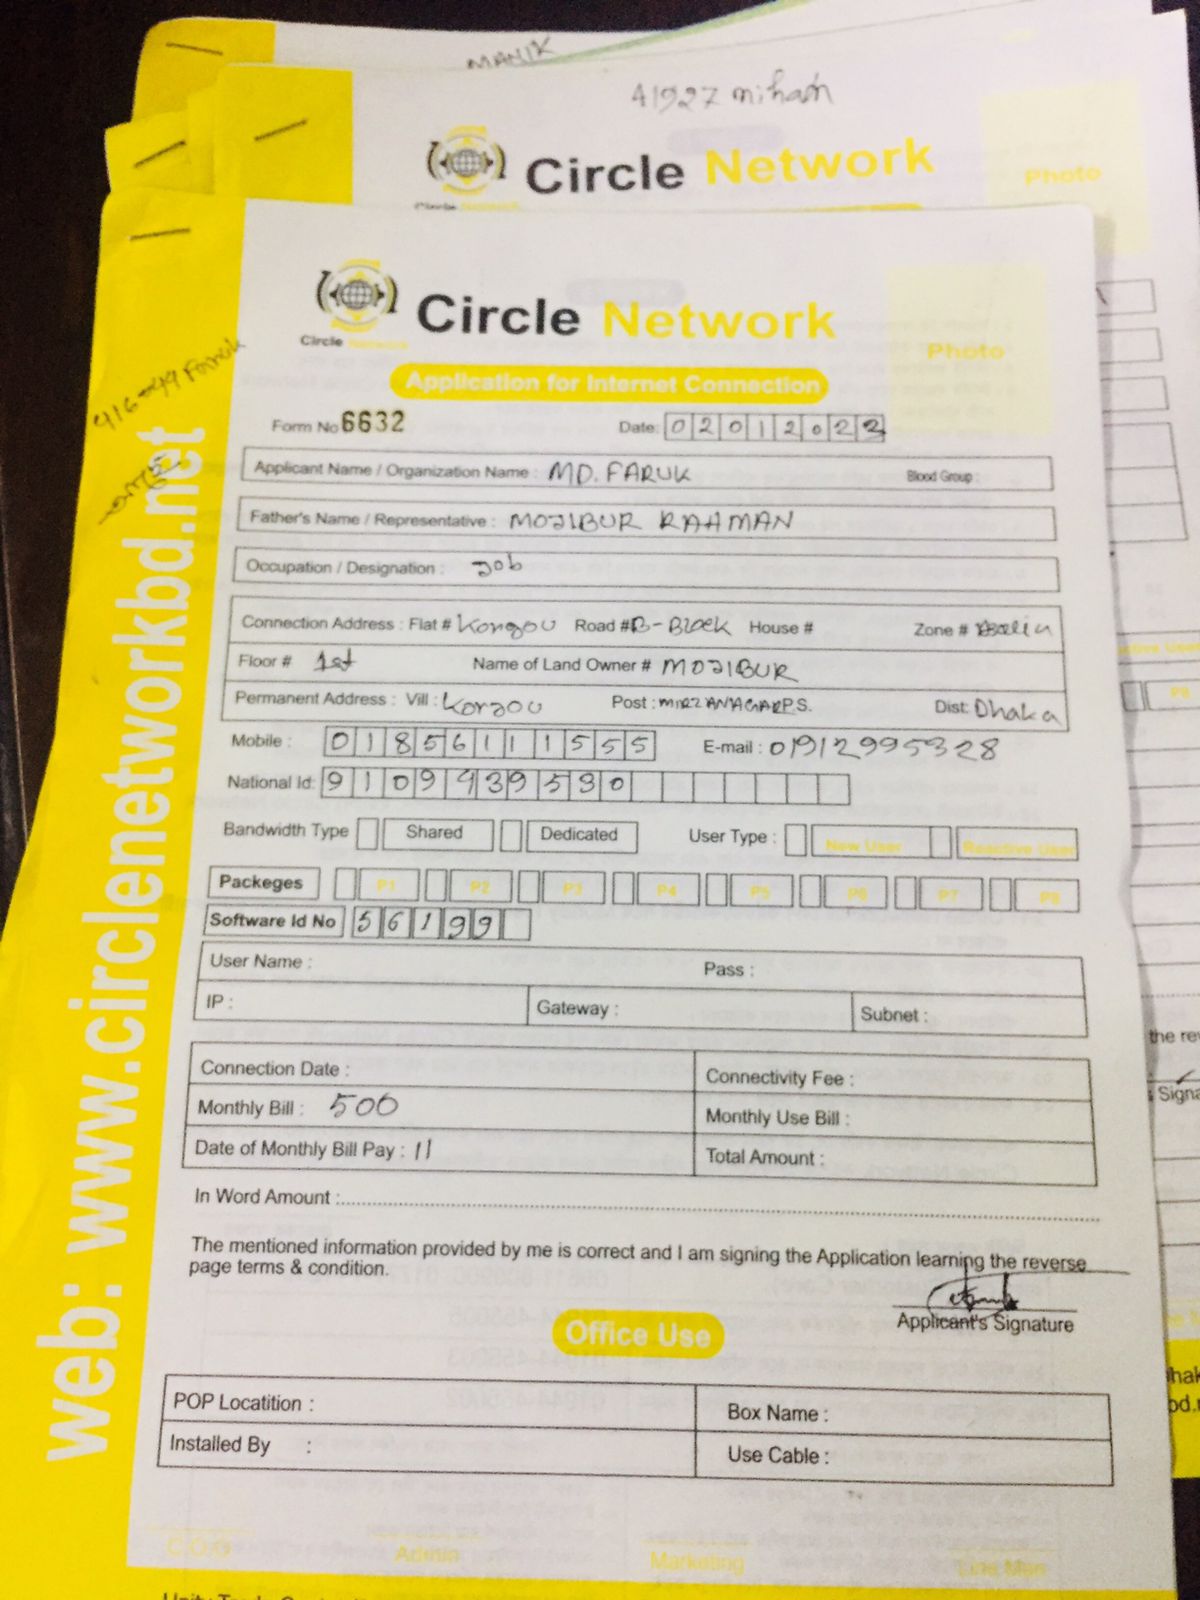 MANIK
41927 miham
Circle Network
Photo
Circle Network
Circle Network
Photo
Application for Internet Connection
Form No 6632 Date: 02012022
Applicant Name / Organization Name : MD. FARUK Blood Group :
Father's Name / Representative : MOJIBUR RAHMAN
Occupation / Designation : Job
Connection Address : Flat # Korgou Road # B-Block House # Zone #
Floor # 1st Name of Land Owner # MOJIBUR
Permanent Address : Vill : Korgou Post : MIRZANAGAR P.S. Dist: Dhaka
Mobile : 01856111555 E-mail : 01912995328
National Id: 9109439530
Bandwidth Type Shared Dedicated User Type : New User Reactive User
Packeges P1 P2 P3 P4 P5 P6 P7 P8
Software Id No 56199
User Name : Pass :
IP : Gateway : Subnet :
Connection Date : Connectivity Fee :
Monthly Bill : 500 Monthly Use Bill :
Date of Monthly Bill Pay : 11 Total Amount :
In Word Amount :
The mentioned information provided by me is correct and I am signing the Application learning the reverse
page terms & condition.
Applicant's Signature
Office Use
POP Locatition : Box Name :
Installed By : Use Cable :
C.O.O Admin Marketing Line Man
web: www.circlenetworkbd.net